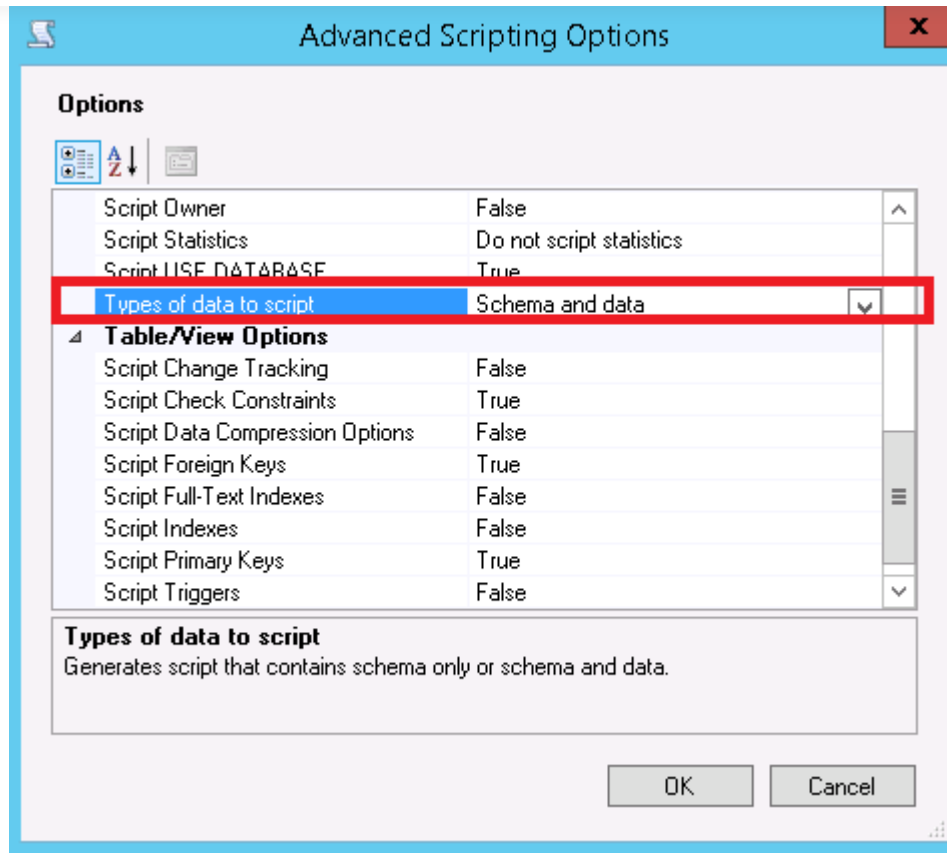 Advanced Scripting Options
x
Options
A
Z
Script Owner False
Script Statistics Do not script statistics
Script USE DATABASE True
Types of data to script Schema and data
Table/View Options
Script Change Tracking False
Script Check Constraints True
Script Data Compression Options False
Script Foreign Keys True
Script Full-Text Indexes False
Script Indexes False
Script Primary Keys True
Script Triggers False
Types of data to script
Generates script that contains schema only or schema and data.
OK Cancel